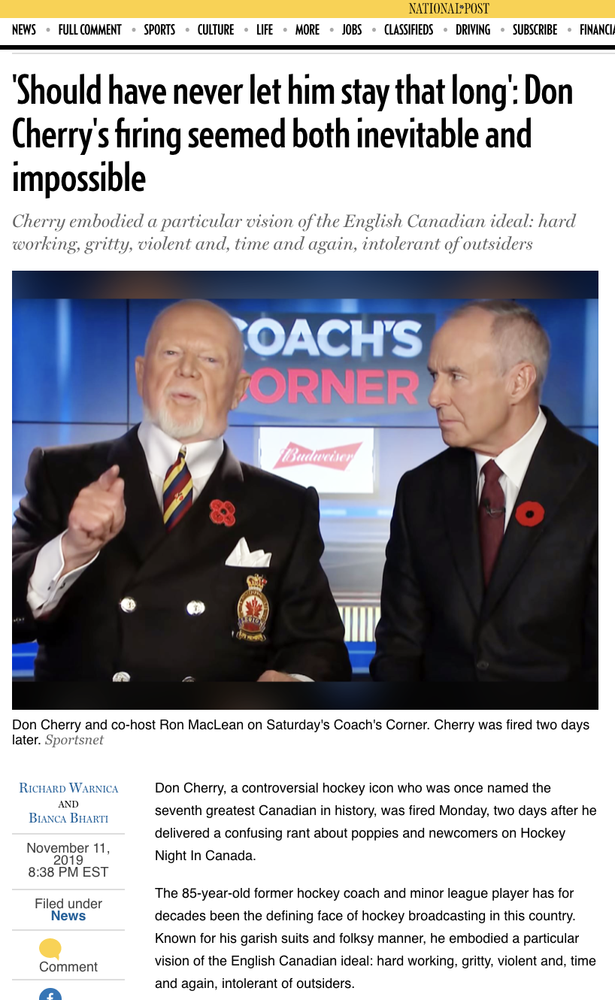 NATIONAL POST
NEWS • FULL COMMENT • SPORTS • CULTURE • LIFE • MORE • JOBS • CLASSIFIEDS • DRIVING • SUBSCRIBE • FINANCIA
'Should have never let him stay that long': Don
Cherry's firing seemed both inevitable and
impossible
Cherry embodied a particular vision of the English Canadian ideal: hard
working, gritty, violent and, time and again, intolerant of outsiders
COACH'S
CORNER
Budweiser
LEGION
Don Cherry and co-host Ron MacLean on Saturday's Coach's Corner. Cherry was fired two days
later. Sportsnet
RICHARD WARNICA
AND
BIANCA BHARTI
November 11,
2019
8:38 PM EST
Filed under
News
Comment
Don Cherry, a controversial hockey icon who was once named the
seventh greatest Canadian in history, was fired Monday, two days after he
delivered a confusing rant about poppies and newcomers on Hockey
Night In Canada.
The 85-year-old former hockey coach and minor league player has for
decades been the defining face of hockey broadcasting in this country.
Known for his garish suits and folksy manner, he embodied a particular
vision of the English Canadian ideal: hard working, gritty, violent and, time
and again, intolerant of outsiders.